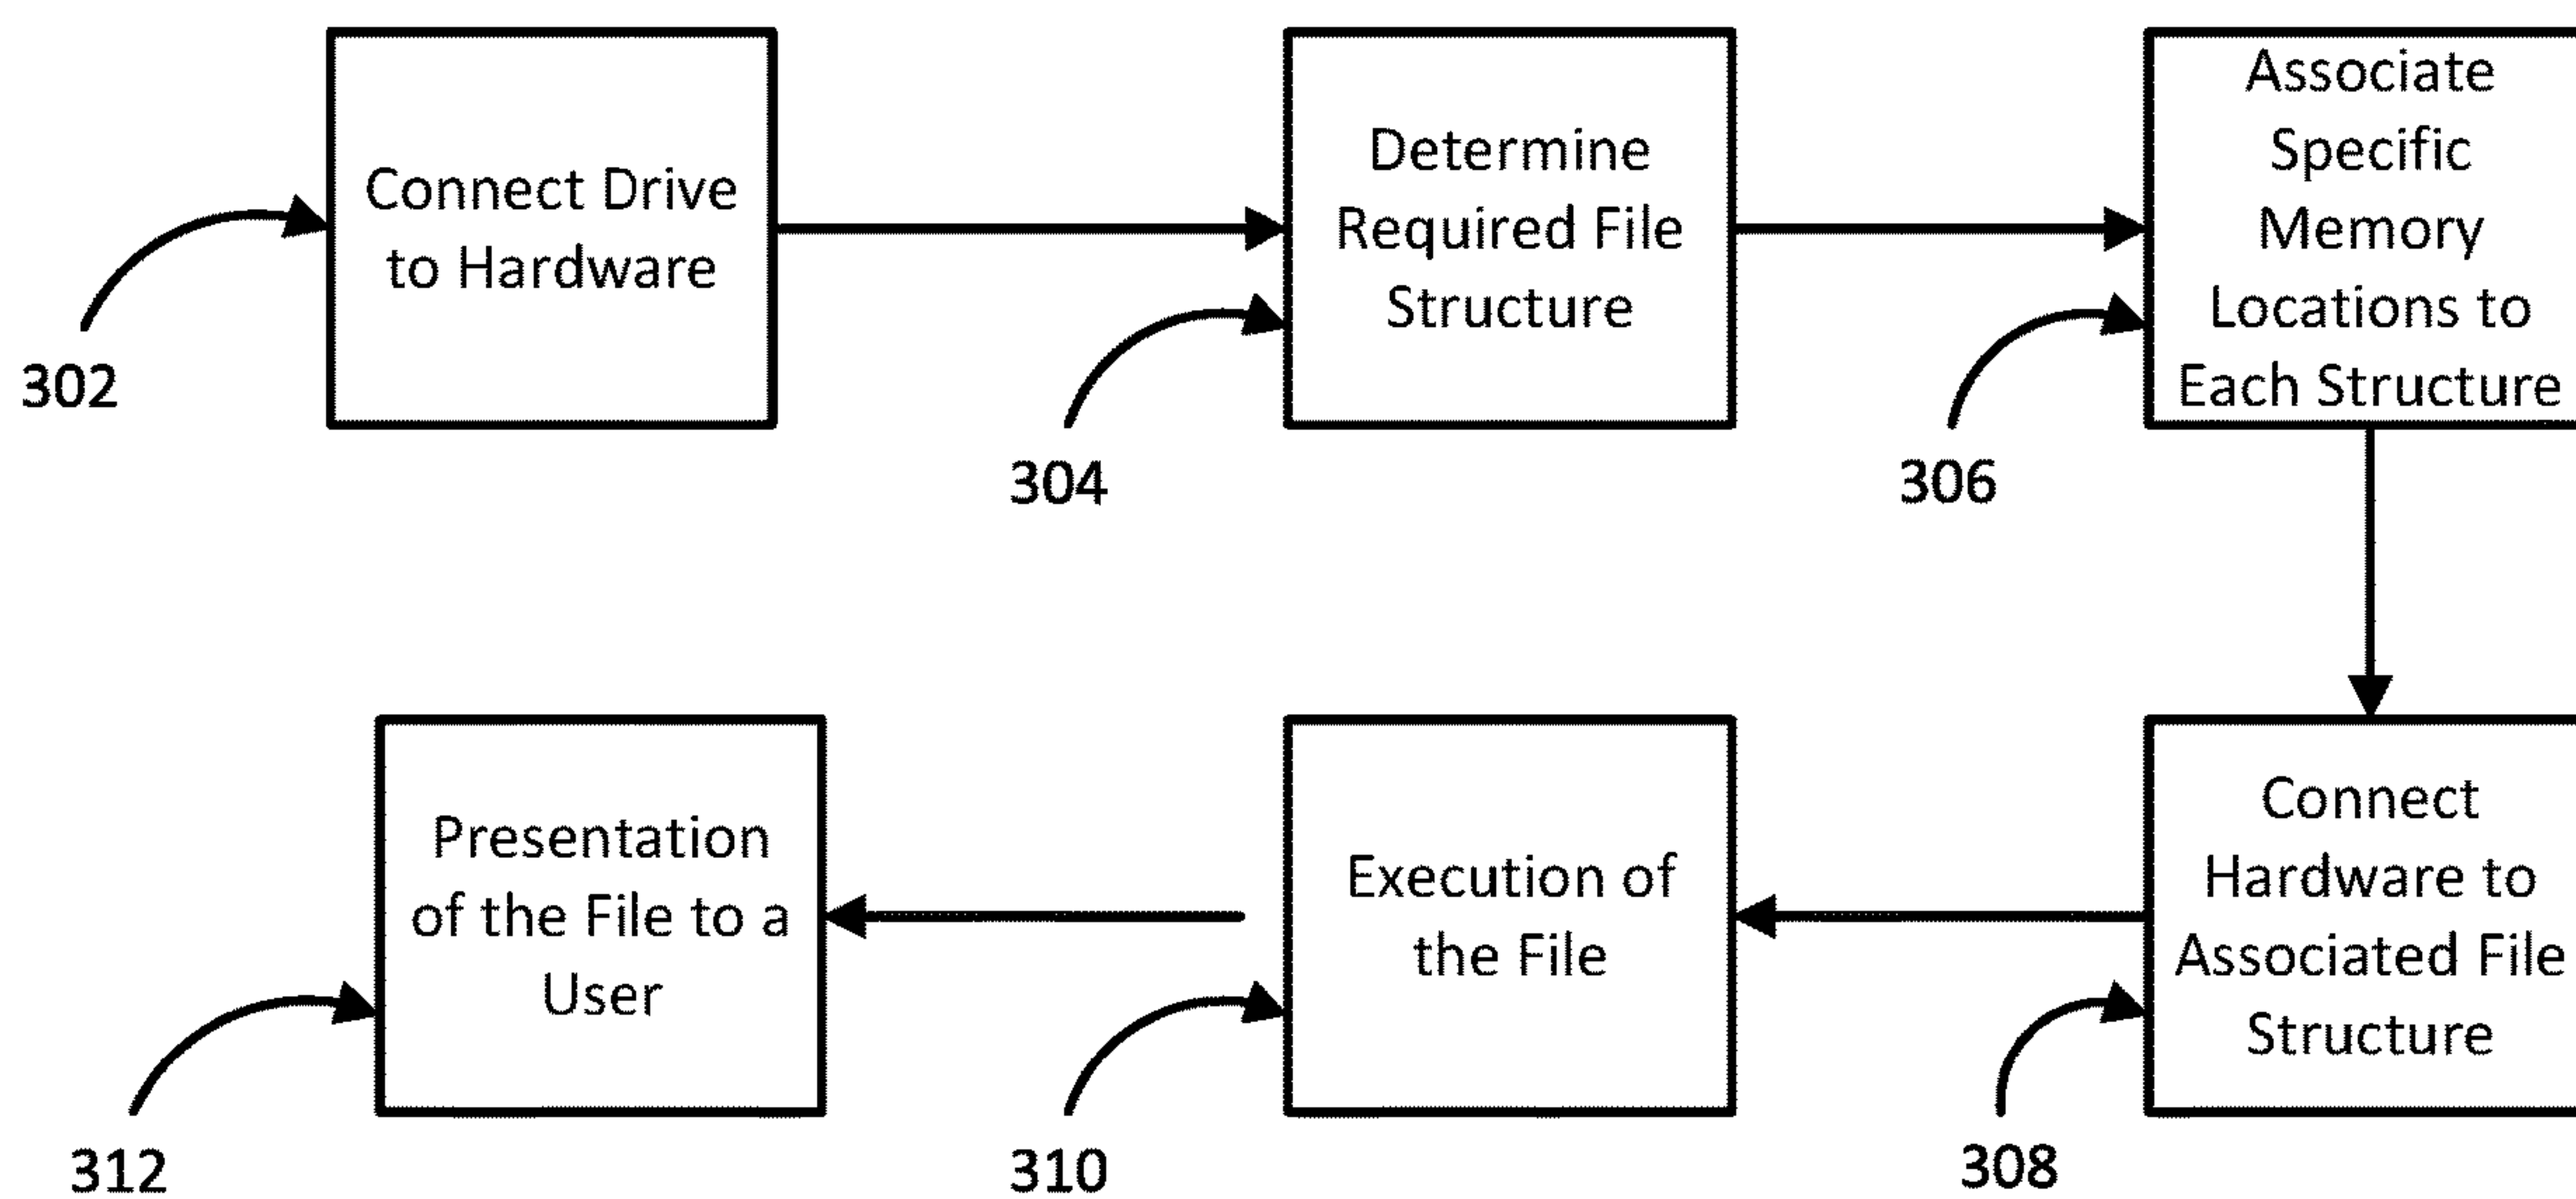 Connect Drive
to Hardware
302
Determine
Required File
Structure
304
Associate
Specific
Memory
Locations to
Each Structure
306
Connect
Hardware to
Associated File
Structure
308
Execution of
the File
310
Presentation
of the File to a
User
312